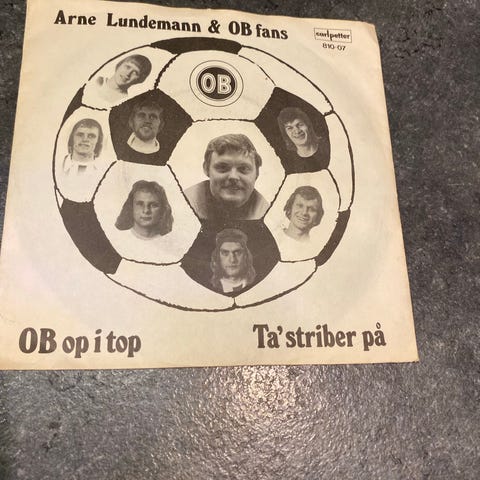 Arne Lundemann & OB fans
carlpetter
810-07
OB
OB op i top
Ta' striber på